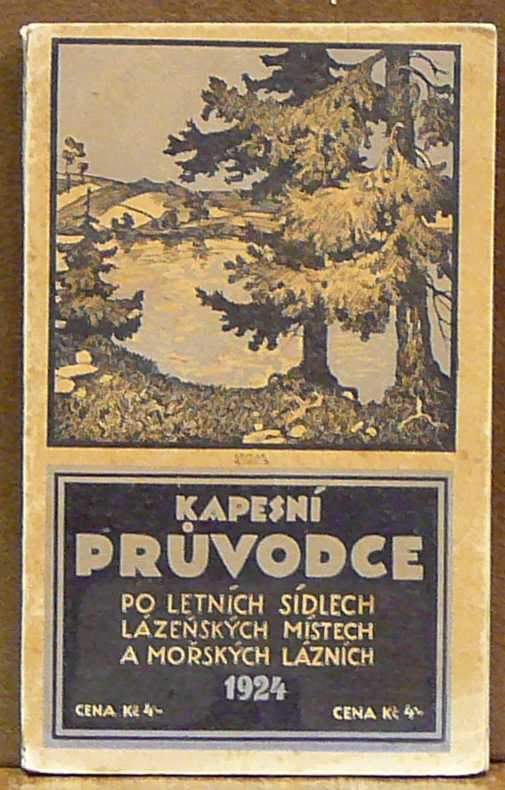 KAPESNÍ
PRŮVODCE
PO LETNÍCH SÍDLECH
LÁZEŇSKÝCH MÍSTECH
A MOŘSKÝCH LÁZNÍCH
1924
CENA Kč 4'- CENA Kč 4'-